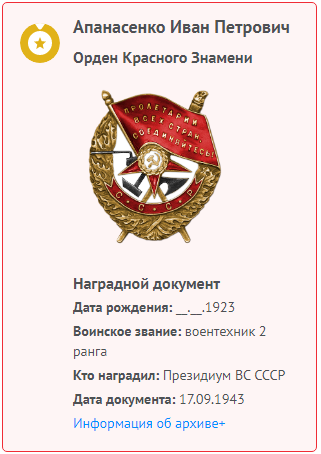 Апанасенко Иван Петрович
Орден Красного Знамени
ПРОЛЕТАРИИ
ВСЕХ СТРАН,
СОЕДИНЯЙТЕСЬ!
С С С Р
Наградной документ
Дата рождения: __.__.1923
Воинское звание: воентехник 2
ранга
Кто наградил: Президиум ВС СССР
Дата документа: 17.09.1943
Информация об архиве+